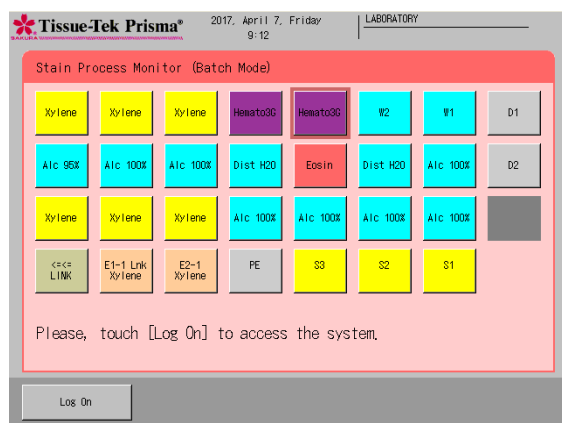 Tissue-Tek Prisma®
SAKURA
2017, April 7, Friday
9:12
LABORATORY
Stain Process Monitor (Batch Mode)
Xylene Xylene Xylene Hemato3G Hemato3G W2 W1 D1
Alc 95% Alc 100% Alc 100% Dist H2O Eosin Dist H2O Alc 100% D2
Xylene Xylene Xylene Alc 100% Alc 100% Alc 100% Alc 100%
<=<= E1-1 Lnk E2-1 PE S3 S2 S1
LINK Xylene Xylene
Please, touch [Log On] to access the system.
Log On